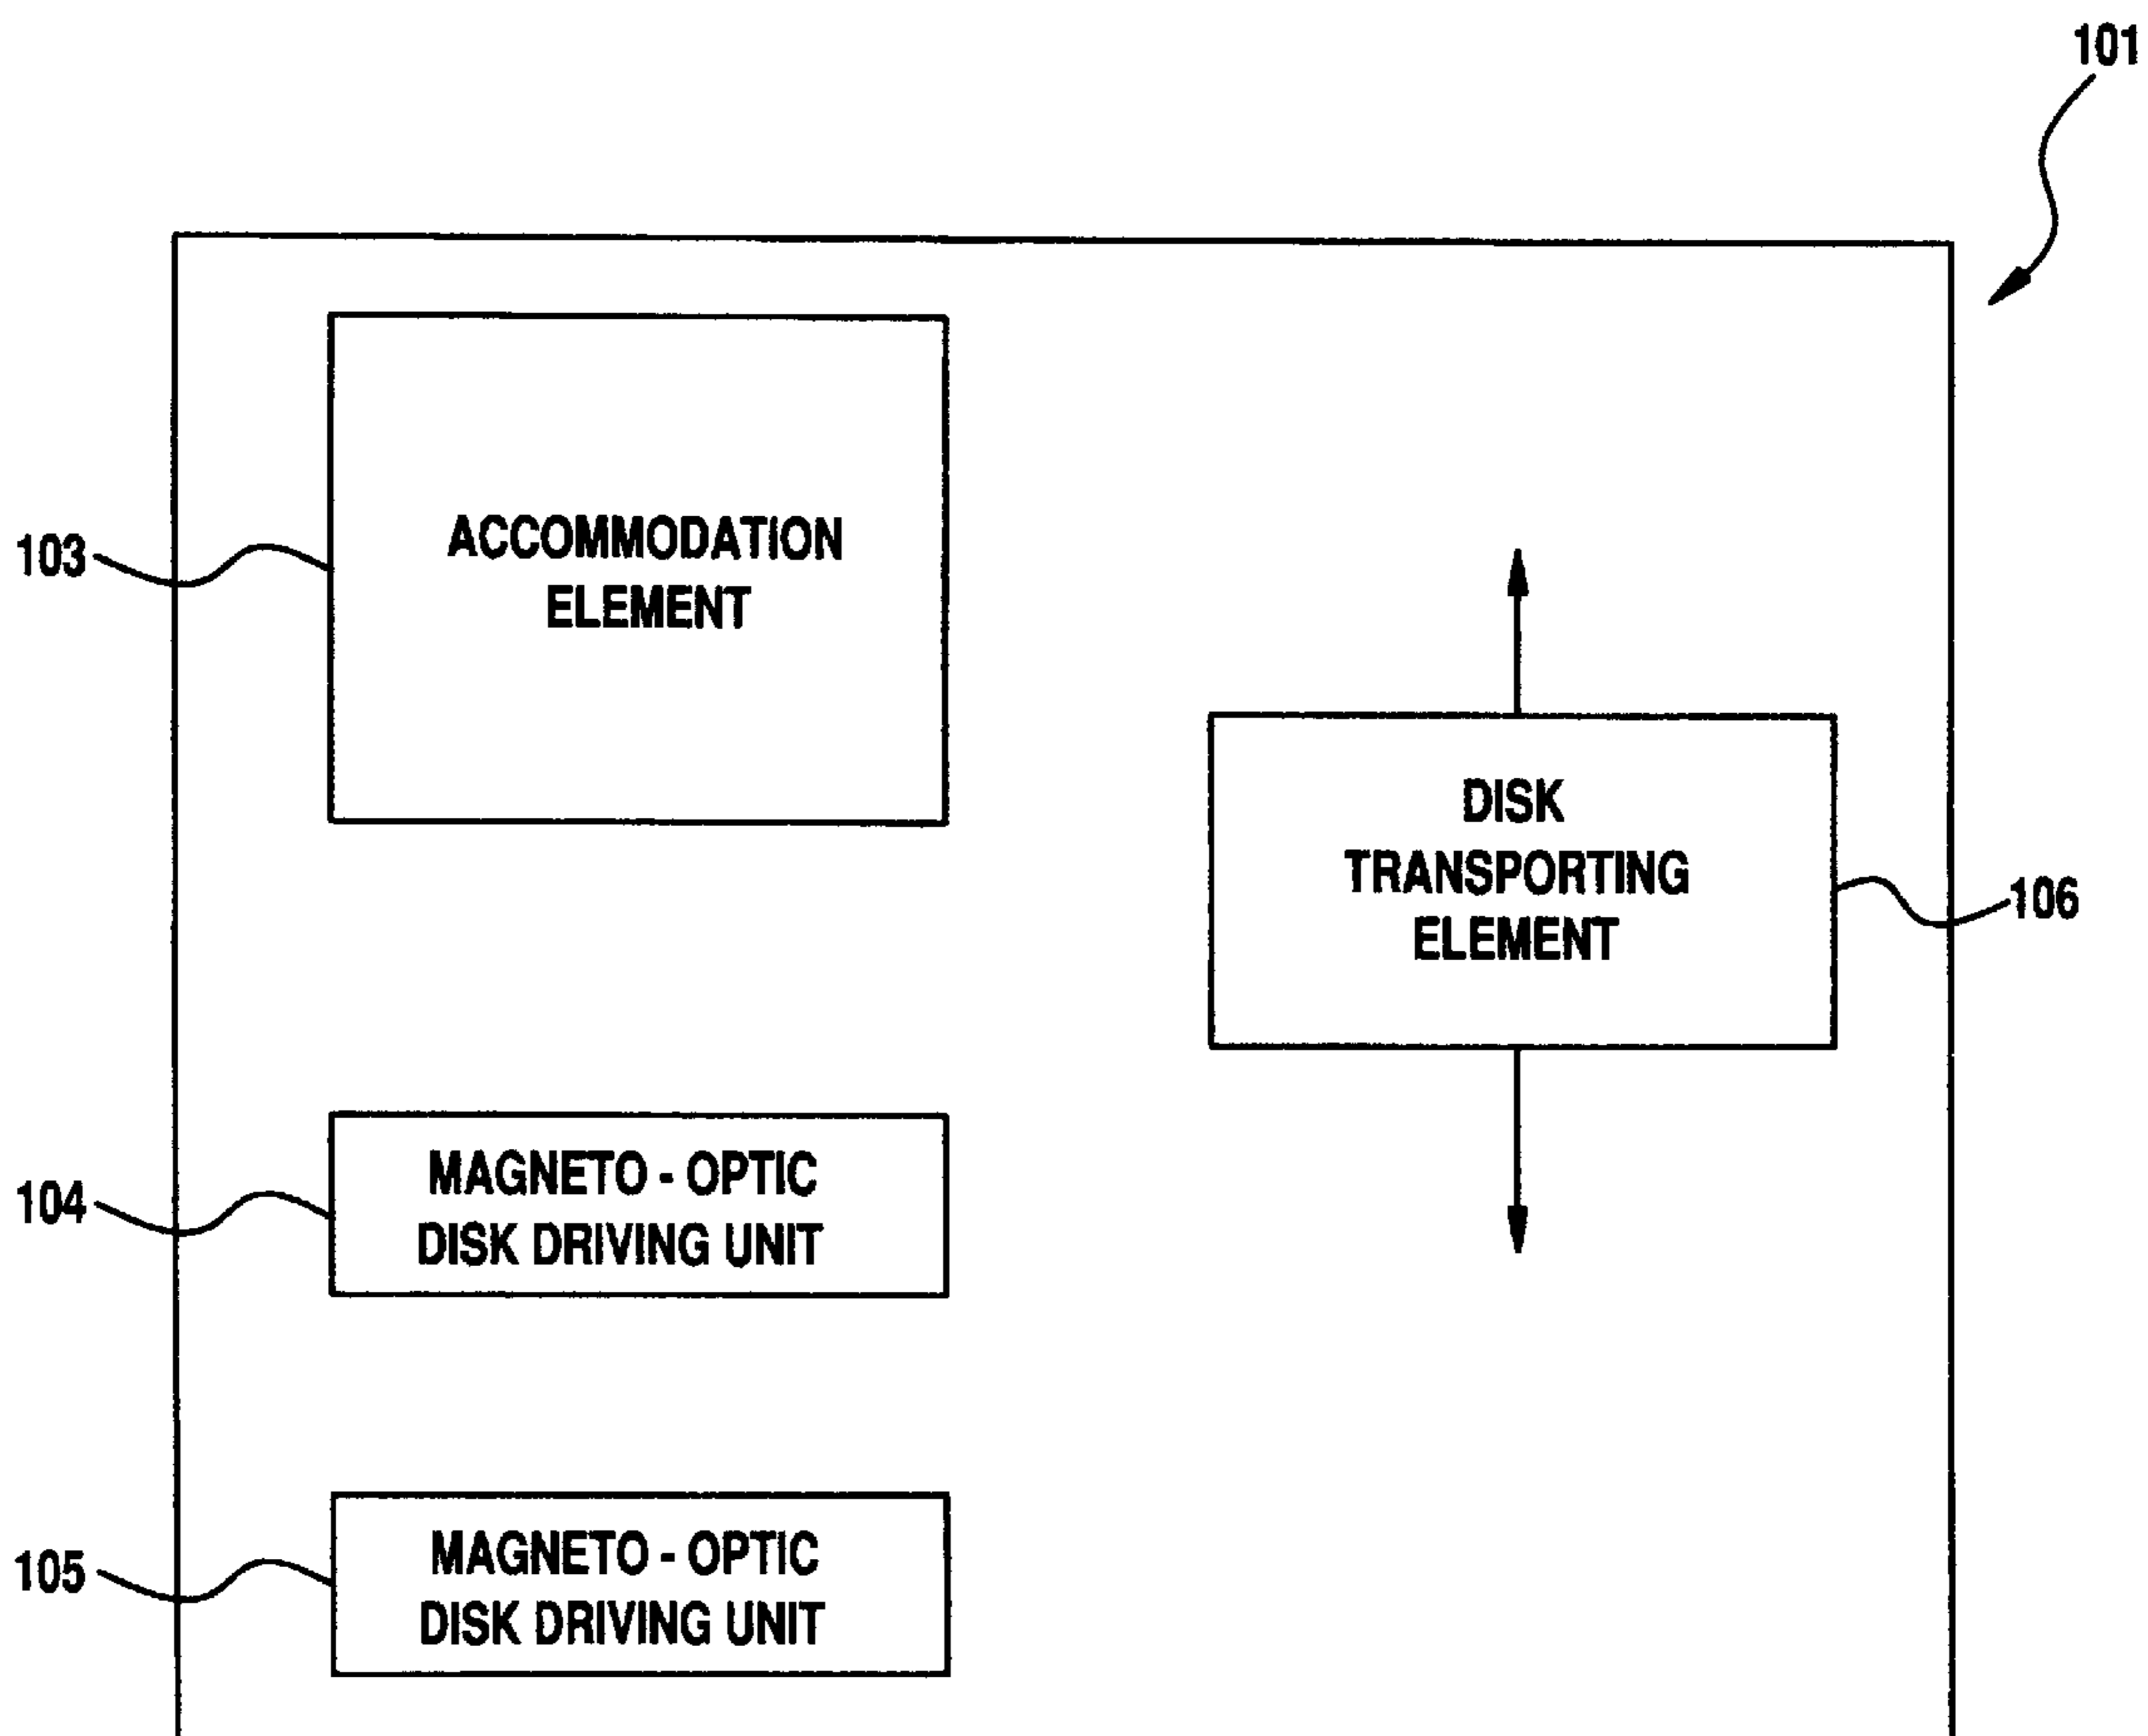 101
103
ACCOMMODATION
ELEMENT
DISK
TRANSPORTING
ELEMENT
106
104
MAGNETO - OPTIC
DISK DRIVING UNIT
105
MAGNETO - OPTIC
DISK DRIVING UNIT